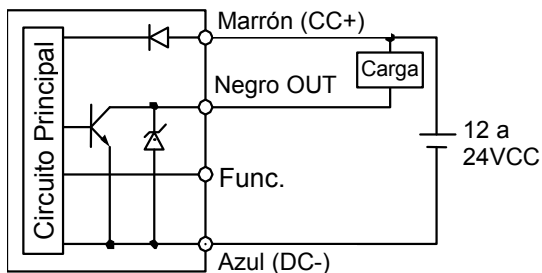 Marrón (CC+)
Circuito Principal
Carga
Negro OUT
12 a
24VCC
Func.
Azul (DC-)